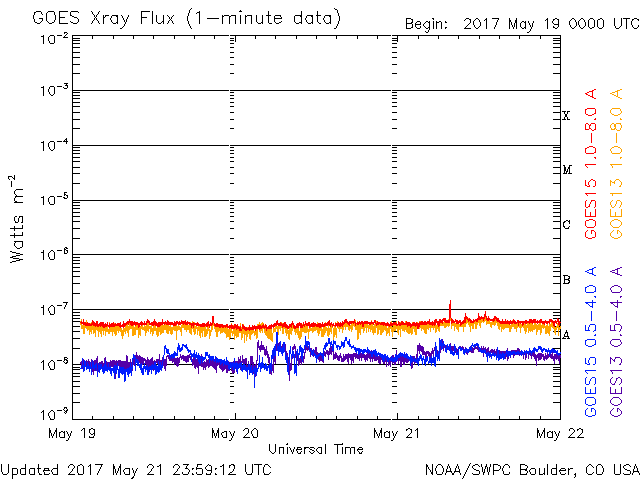 GOES Xray Flux (1-minute data)
Begin: 2017 May 19 0000 UTC
10-2
10-3
10-4
10-5
10-6
10-7
10-8
10-9
Watts m-2
X
M
C
B
A
GOES15 1.0-8.0 A
GOES13 1.0-8.0 A
GOES15 0.5-4.0 A
GOES13 0.5-4.0 A
May 19 May 20 May 21 May 22
Universal Time
Updated 2017 May 21 23:59:12 UTC
NOAA/SWPC Boulder, CO USA